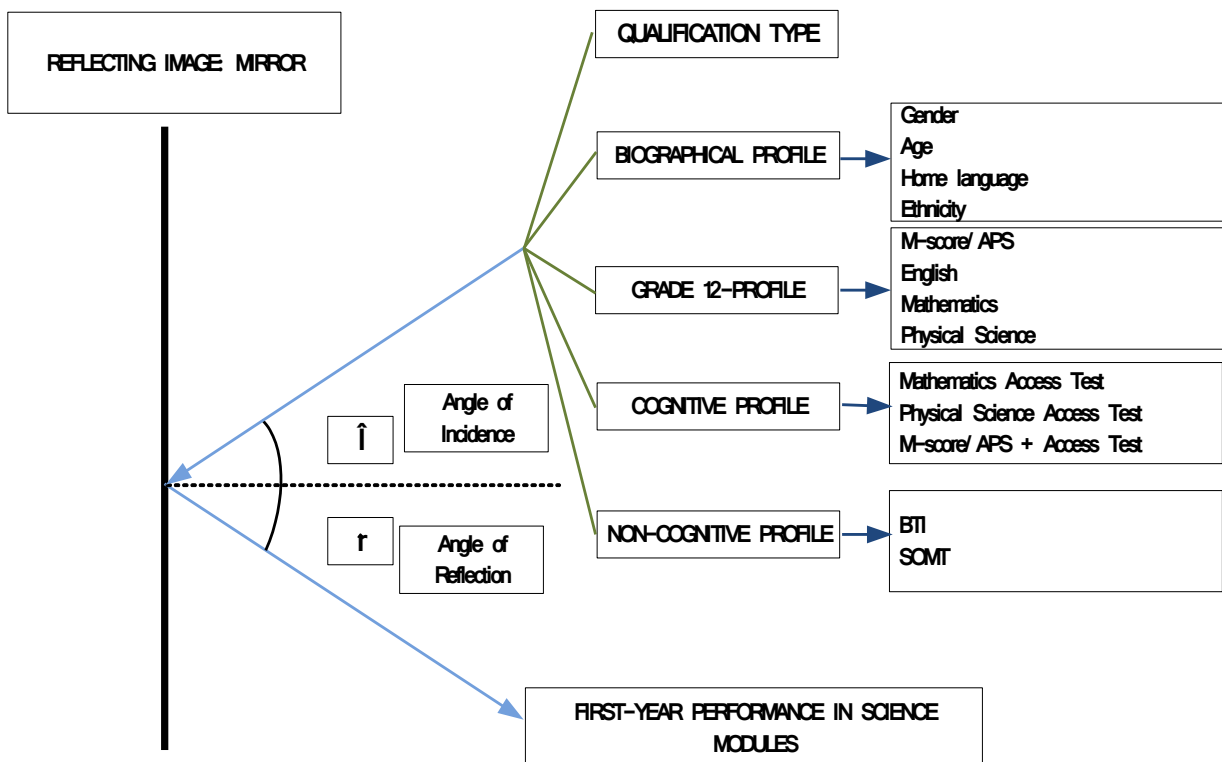 REFLECTING IMAGE: MIRROR
QUALIFICATION TYPE
BIOGRAPHICAL PROFILE
Gender
Age
Home language
Ethnicity
GRADE 12-PROFILE
M-score/ APS
English
Mathematics
Physical Science
COGNITIVE PROFILE
Mathematics Access Test
Physical Science Access Test
M-score/ APS + Access Test
NON-COGNITIVE PROFILE
BTI
SOMT
Î
Angle of
Incidence
r̂
Angle of
Reflection
FIRST-YEAR PERFORMANCE IN SCIENCE
MODULES